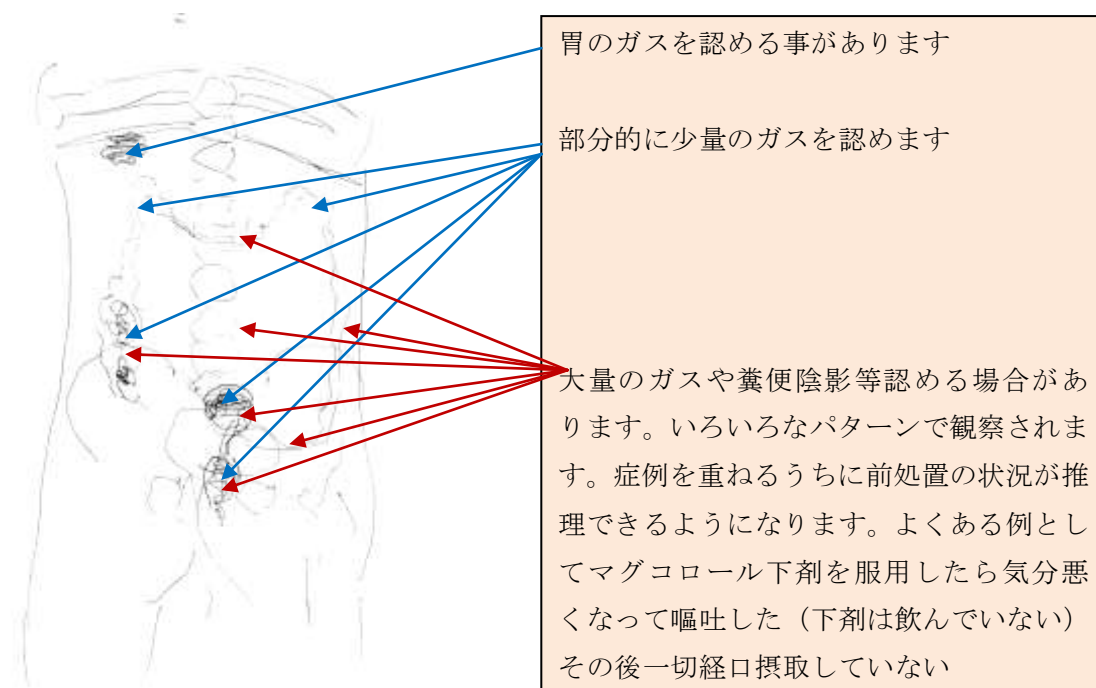 胃のガスを認める事があります
部分的に少量のガスを認めます
大量のガスや糞便陰影等認める場合があ
ります。いろいろなパターンで観察されま
す。症例を重ねるうちに前処置の状況が推
理できるようになります。よくある例とし
てマグコロール下剤を服用したら気分悪
くなって嘔吐した（下剤は飲んでいない）
その後一切経口摂取していない